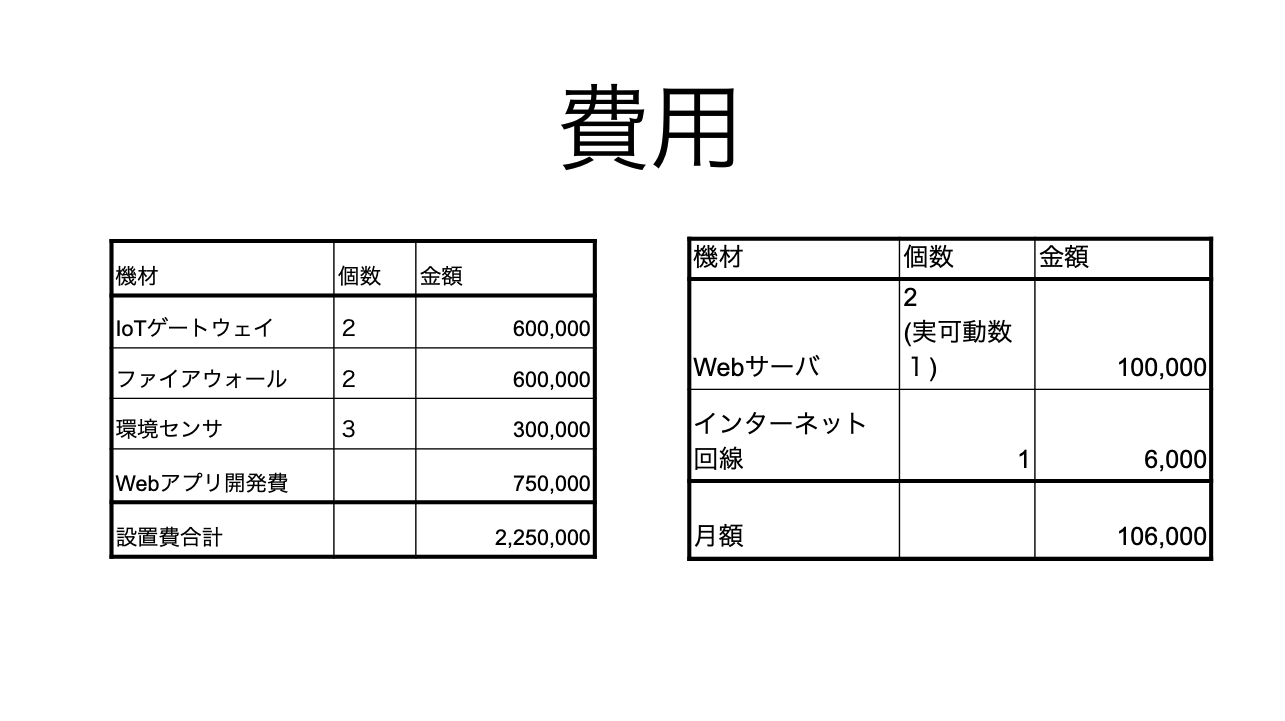 費用
機材 個数 金額
IoTゲートウェイ ２ 600,000
ファイアウォール ２ 600,000
環境センサ ３ 300,000
Webアプリ開発費 750,000
設置費合計 2,250,000
機材 個数 金額
Webサーバ
2
(実可動数
１)
100,000
インターネット
回線
1 6,000
月額 106,000